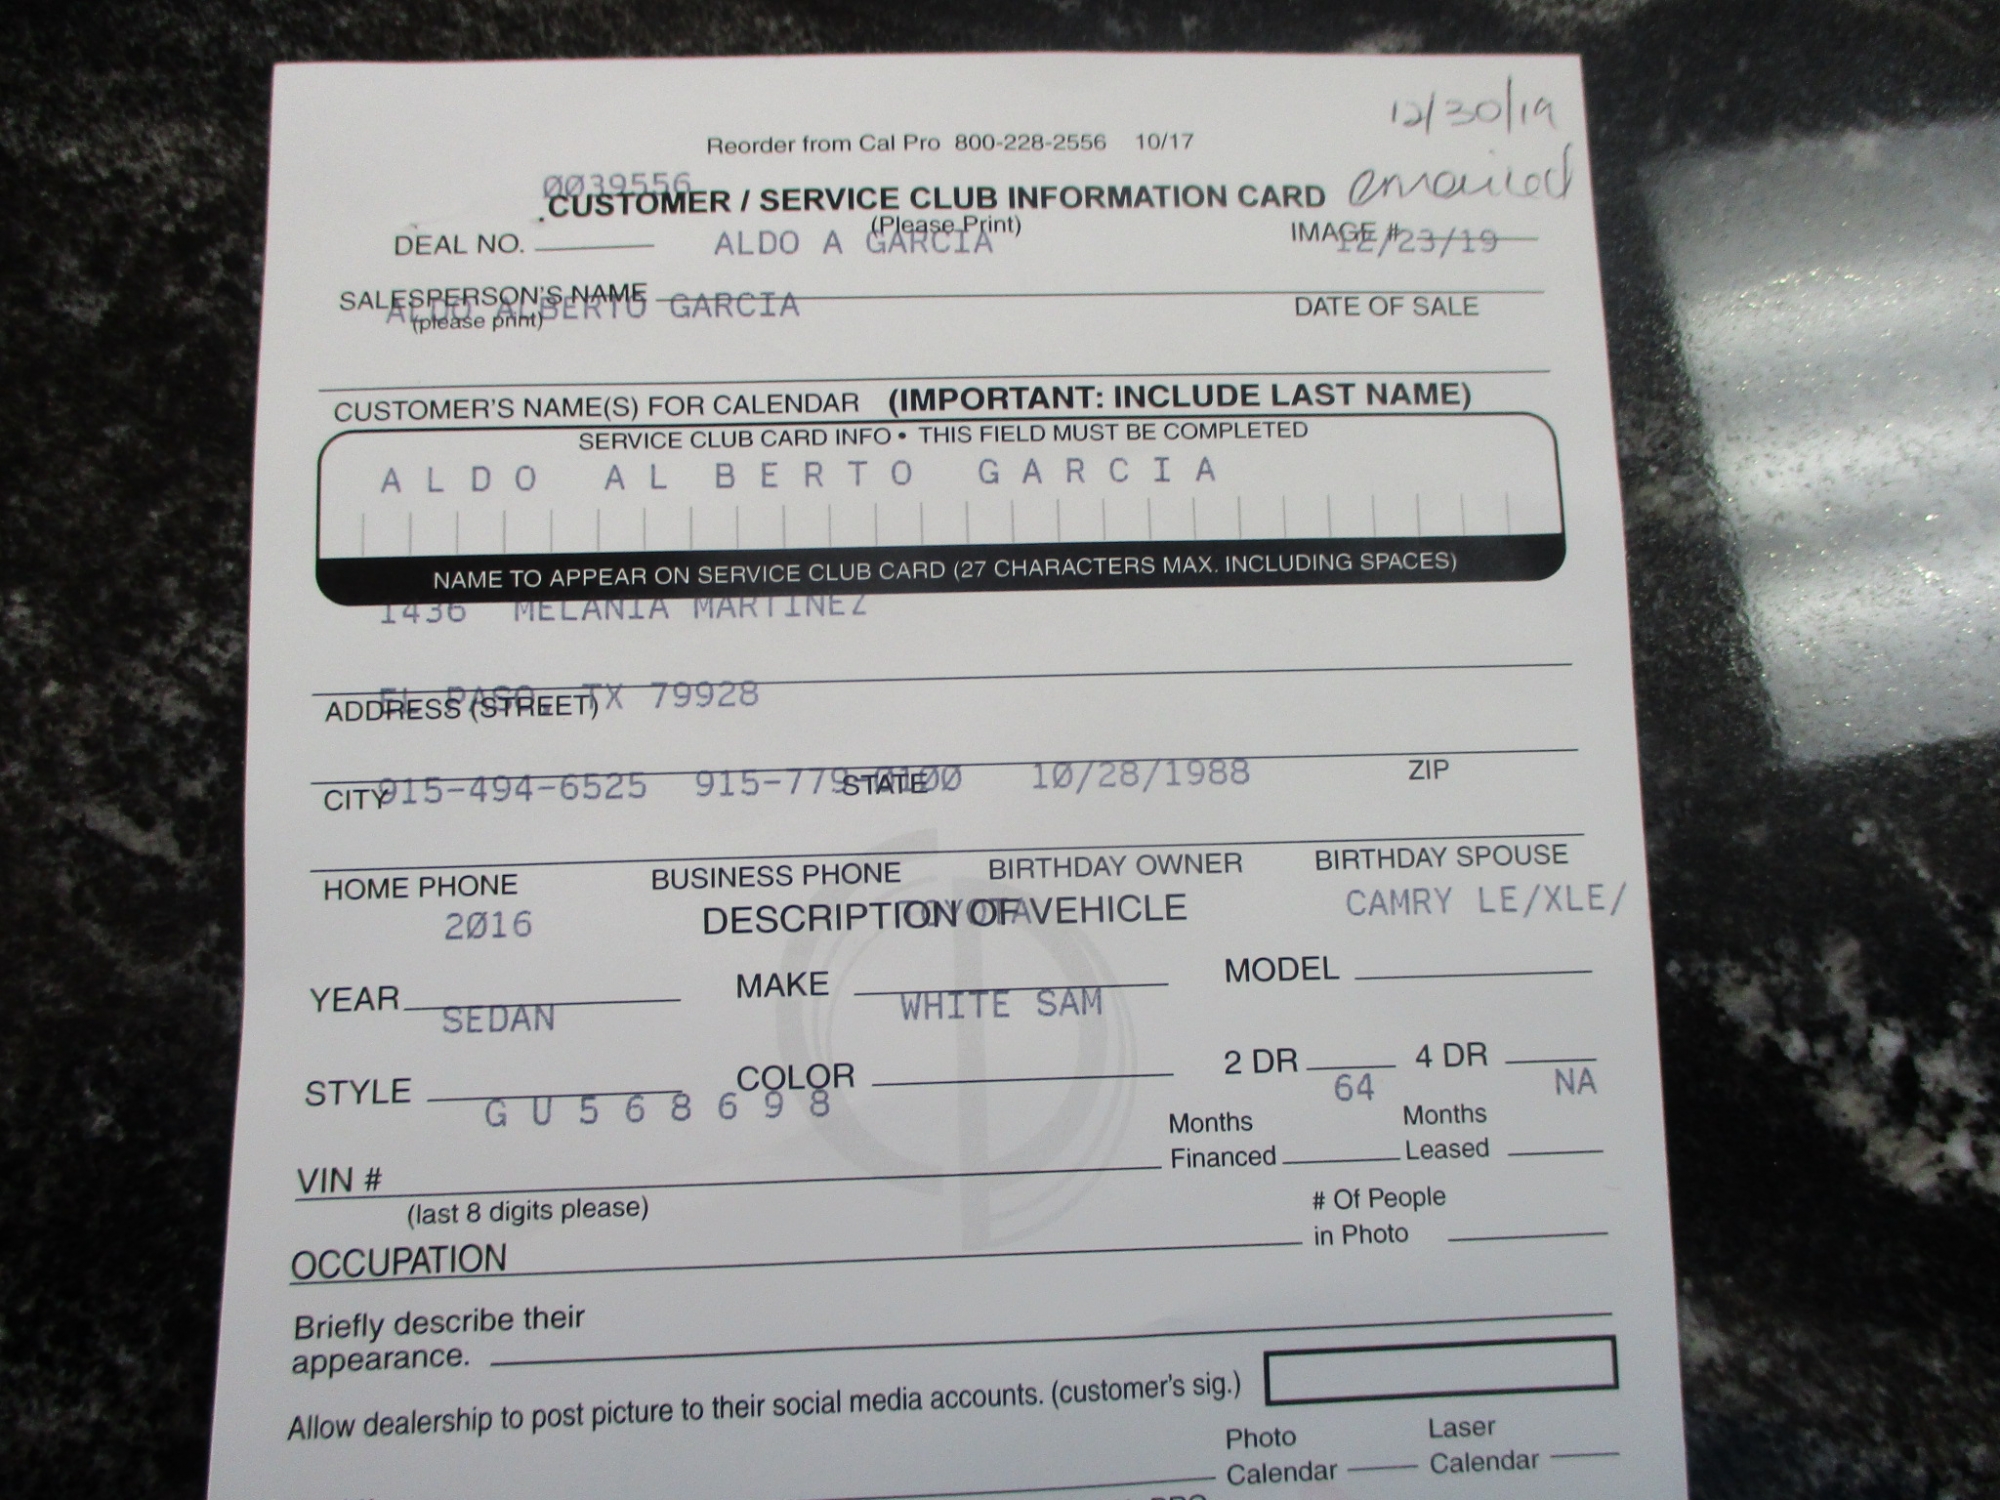 12/30/19
Reorder from Cal Pro 800-228-2556 10/17
emailed
0039556
CUSTOMER / SERVICE CLUB INFORMATION CARD
(Please Print)
DEAL NO. ALDO A GARCIA IMAGE # 12/23/19
SALESPERSON'S NAME DATE OF SALE
ALDO ALBERTO GARCIA
(please print)
CUSTOMER'S NAME(S) FOR CALENDAR (IMPORTANT: INCLUDE LAST NAME)
SERVICE CLUB CARD INFO • THIS FIELD MUST BE COMPLETED
ALDO ALBERTO GARCIA
NAME TO APPEAR ON SERVICE CLUB CARD (27 CHARACTERS MAX. INCLUDING SPACES)
1436 MELANIA MARTINEZ
EL PASO, TX 79928
ADDRESS (STREET)
915-494-6525 915-779-0100 10/28/1988
CITY STATE ZIP
HOME PHONE BUSINESS PHONE BIRTHDAY OWNER BIRTHDAY SPOUSE
2016 TOYOTA CAMRY LE/XLE/
DESCRIPTION OF VEHICLE
YEAR MAKE MODEL
SEDAN WHITE SAM
STYLE COLOR 2 DR 4 DR
GU568698 64 NA
VIN # Months Financed Months Leased
(last 8 digits please)
OCCUPATION # Of People in Photo
Briefly describe their
appearance.
Allow dealership to post picture to their social media accounts. (customer's sig.)
Photo Calendar Laser Calendar